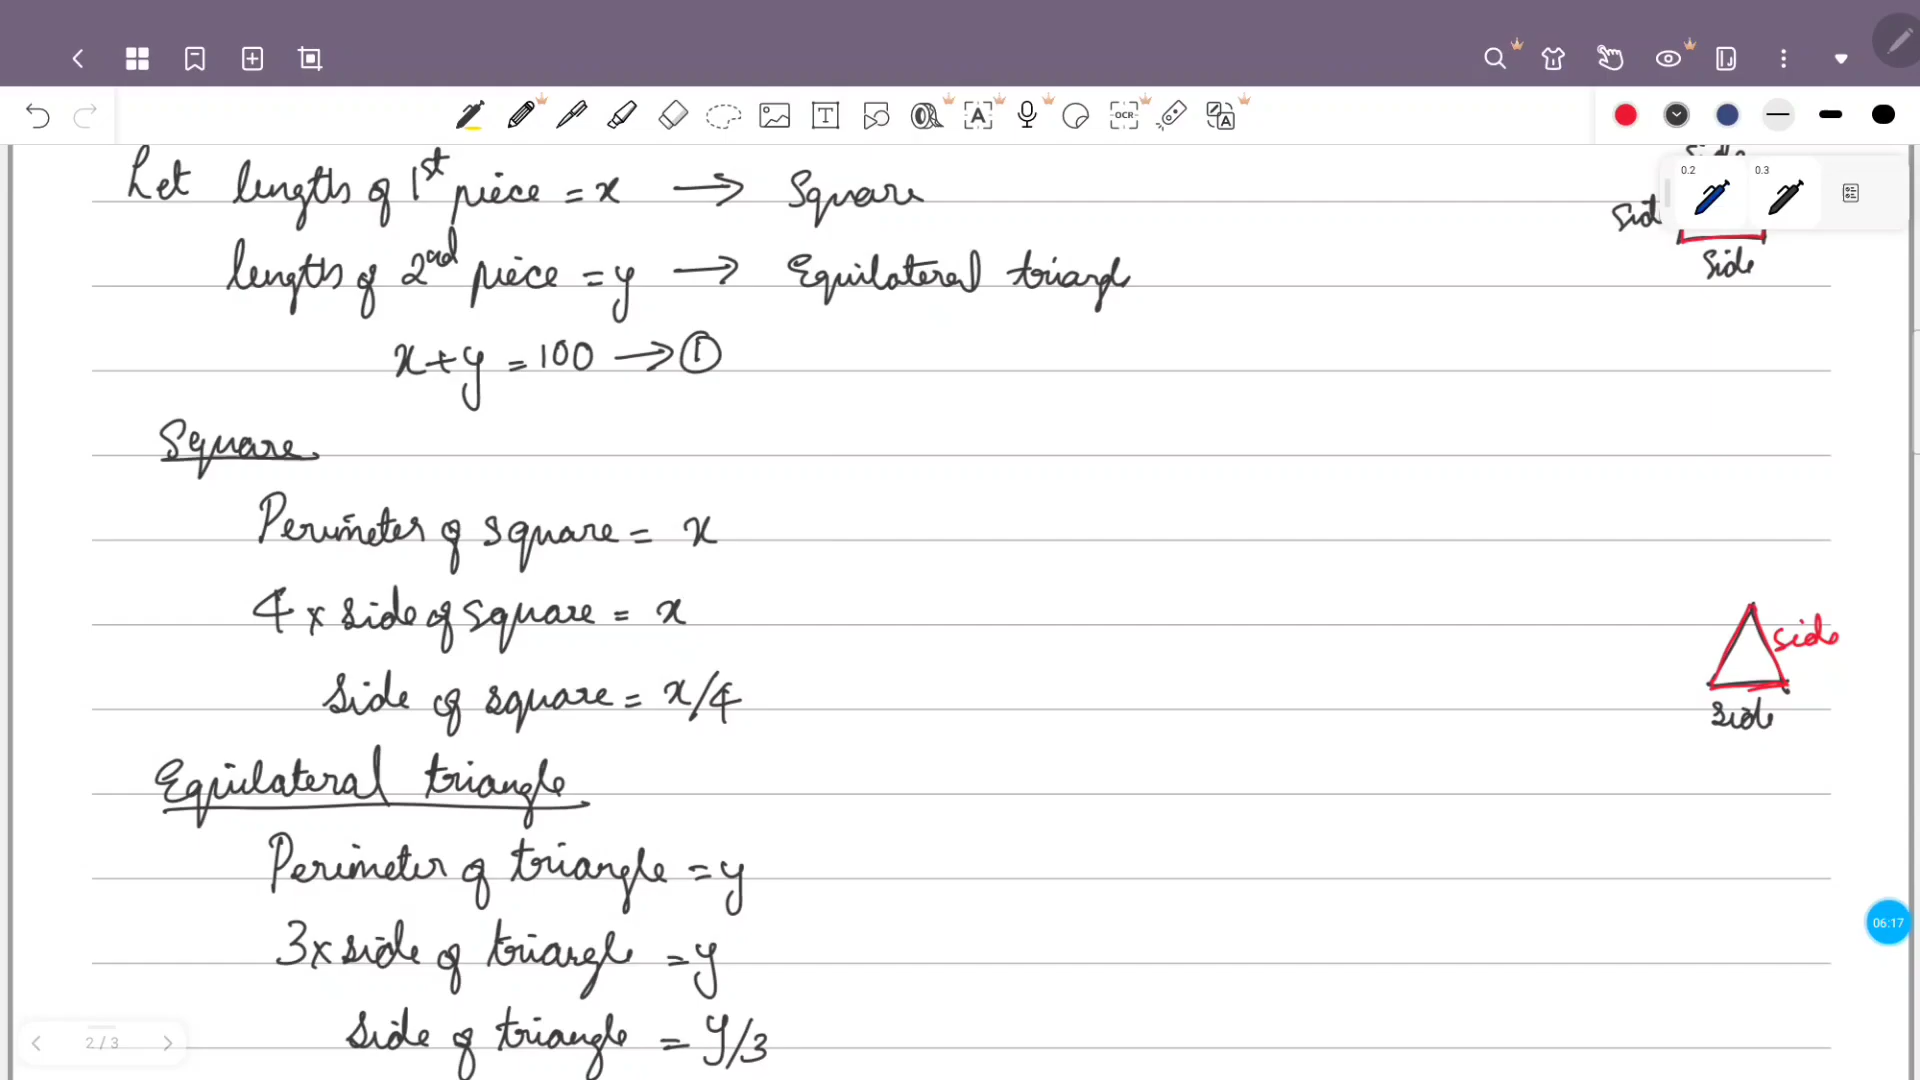 Let lengths of 1st piece = x → Square
lengths of 2nd piece = y → Equilateral triangle
x + y = 100 → ①
Square
Perimeter of square = x
4 x side of square = x
side of square = x/4
Equilateral triangle
Perimeter of triangle = y
3 x side of triangle = y
side of triangle = y/3
side
side
side
side
0.2
0.3
OCR
06:17
2 / 3